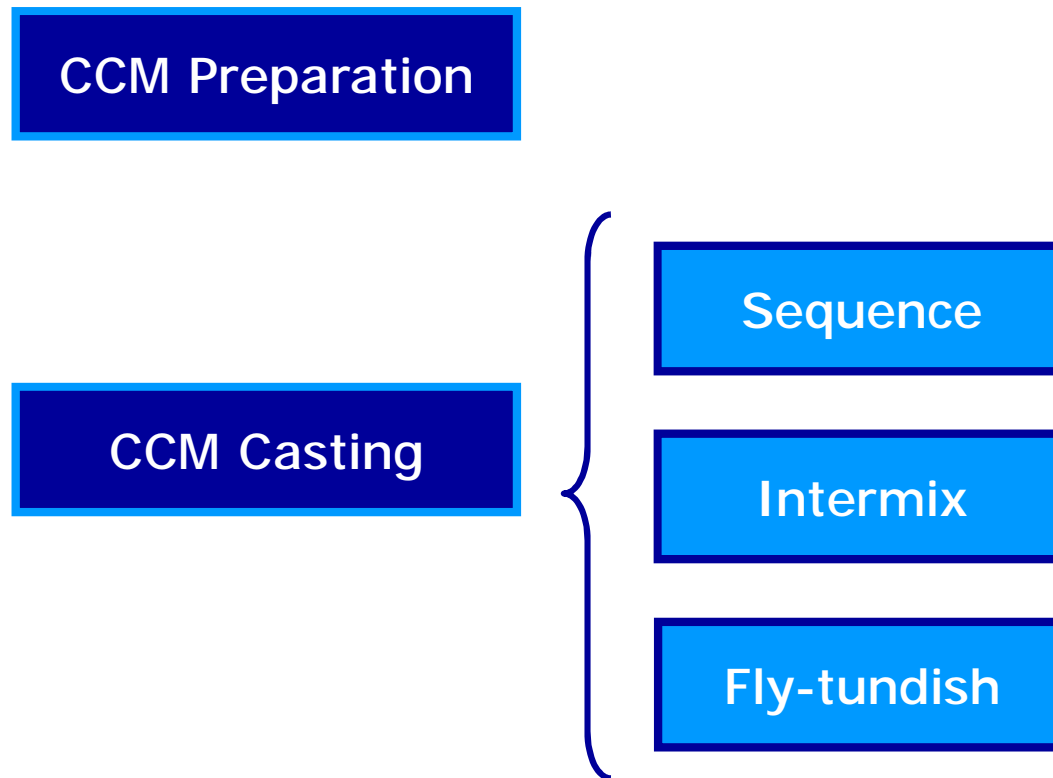 CCM Preparation
Sequence
CCM Casting
Intermix
Fly-tundish